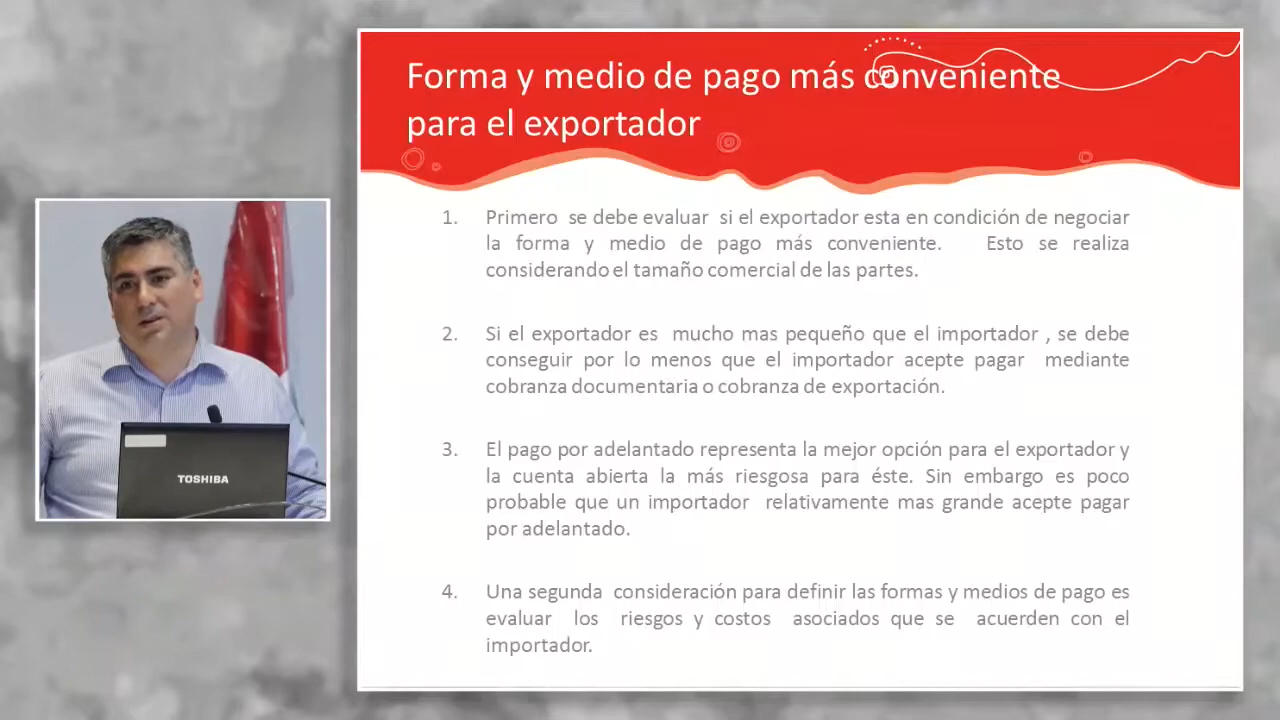 Forma y medio de pago más conveniente
para el exportador
1. Primero se debe evaluar si el exportador esta en condición de negociar
la forma y medio de pago más conveniente. Esto se realiza
considerando el tamaño comercial de las partes.
2. Si el exportador es mucho mas pequeño que el importador , se debe
conseguir por lo menos que el importador acepte pagar mediante
cobranza documentaria o cobranza de exportación.
3. El pago por adelantado representa la mejor opción para el exportador y
la cuenta abierta la más riesgosa para éste. Sin embargo es poco
probable que un importador relativamente mas grande acepte pagar
por adelantado.
4. Una segunda consideración para definir las formas y medios de pago es
evaluar los riesgos y costos asociados que se acuerden con el
importador.
TOSHIBA